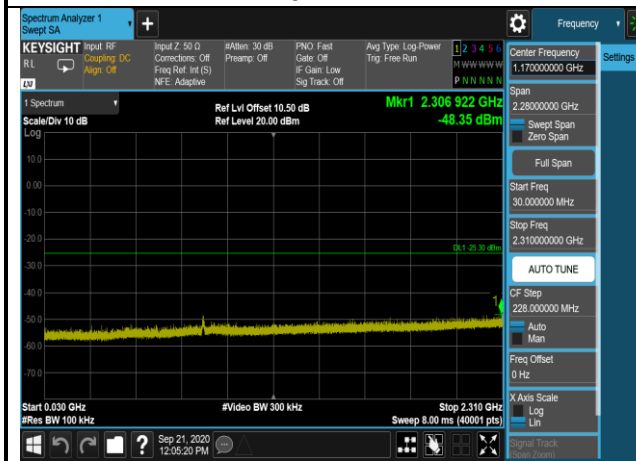 Spectrum Analyzer 1
Swept SA
+
Frequency
KEYSIGHT
RL
LXI
Input: RF
Coupling: DC
Align: Off
Input Z: 50 Ω
Corrections: Off
Freq Ref: Int (S)
NFE: Adaptive
#Atten: 30 dB
Preamp: Off
PNO: Fast
Gate: Off
IF Gain: Low
Sig Track: Off
Avg Type: Log-Power
Trig: Free Run
1 2 3 4 5 6
M W W W W W
P N N N N N
1 Spectrum
Scale/Div 10 dB
Log
Ref Lvl Offset 10.50 dB
Ref Level 20.00 dBm
Mkr1 2.306 922 GHz
-48.35 dBm
10.0
0.00
-10.0
-20.0
-30.0
-40.0
-50.0
-60.0
-70.0
DL1 -25.30 dBm
1
Start 0.030 GHz
#Res BW 100 kHz
#Video BW 300 kHz
Stop 2.310 GHz
Sweep 8.00 ms (40001 pts)
Sep 21, 2020
12:05:20 PM
?
Center Frequency
1.170000000 GHz
Settings
Span
2.28000000 GHz
Swept Span
Zero Span
Full Span
Start Freq
30.000000 MHz
Stop Freq
2.310000000 GHz
AUTO TUNE
CF Step
228.000000 MHz
Auto
Man
Freq Offset
0 Hz
X Axis Scale
Log
Lin
Signal Track
(Span Zoom)